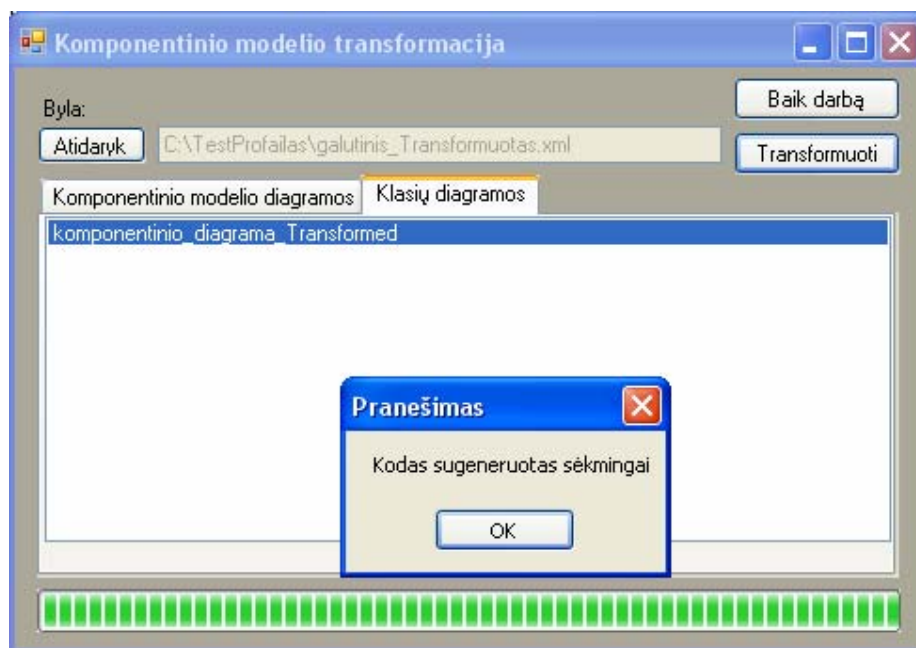 Komponentinio modelio transformacija
Byla:
Baik darbą
Atidaryk
C:\TestProfailas\galutinis_Transformuotas.xml
Transformuoti
Komponentinio modelio diagramos
Klasių diagramos
komponentinio_diagrama_Transformed
Pranešimas
Kodas sugeneruotas sėkmingai
OK